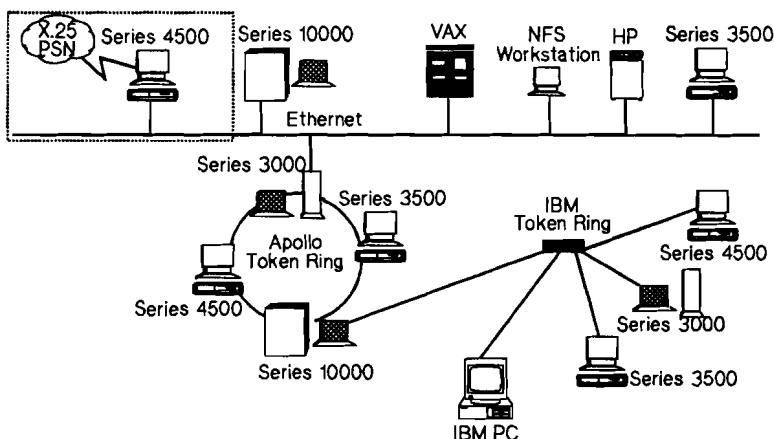 X.25
PSN
Series 4500
Series 10000
VAX
NFS
Workstation
HP
Series 3500
Ethernet
Series 3000
Series 3500
Apollo
Token Ring
Series 4500
Series 10000
IBM
Token Ring
Series 4500
Series 3000
Series 3500
IBM PC